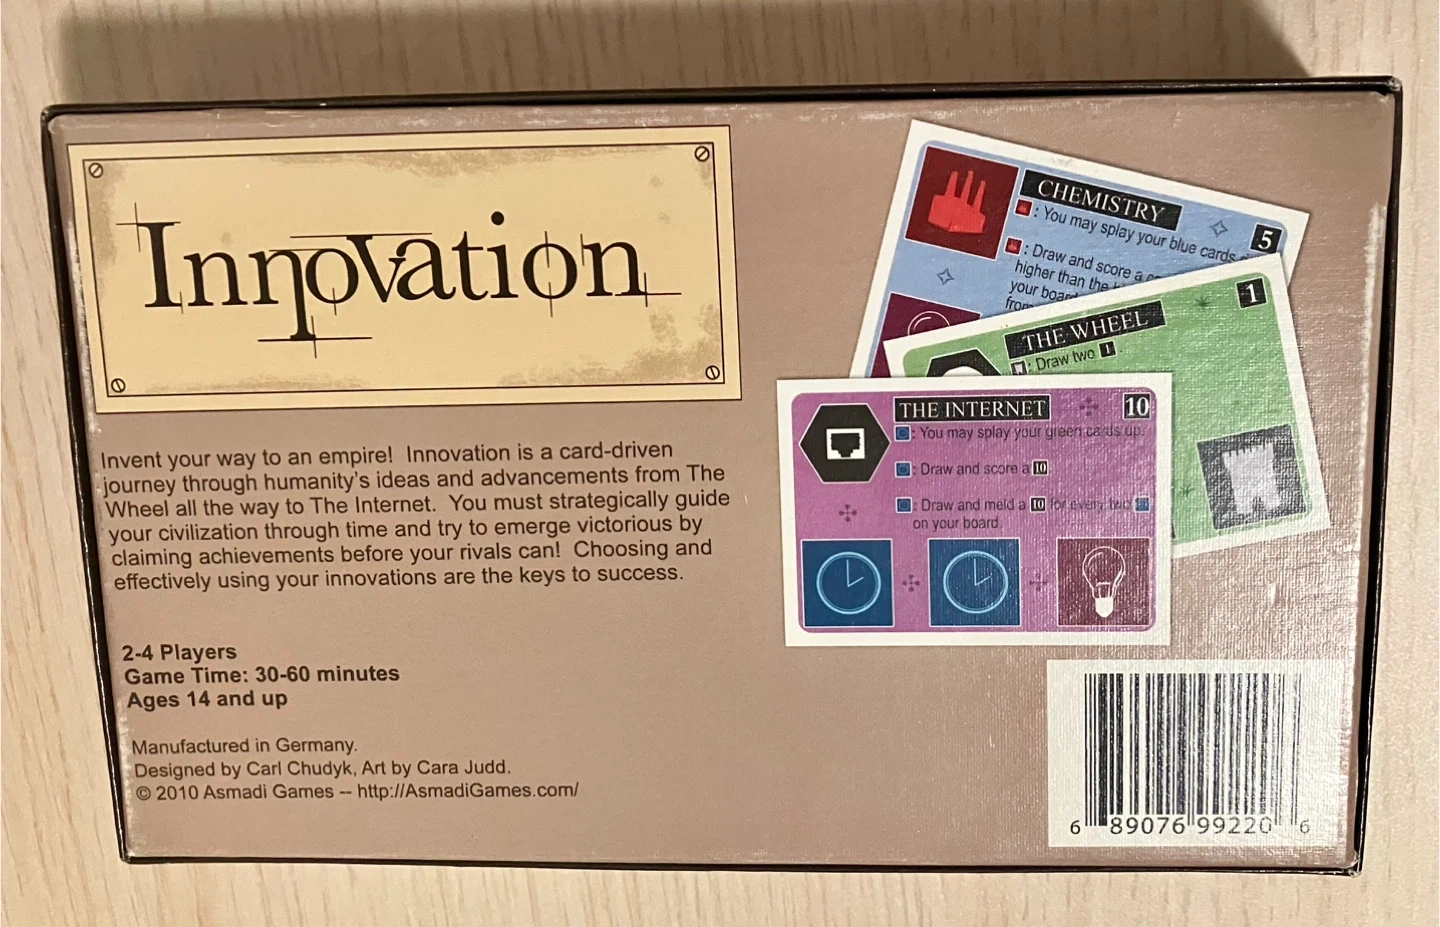 Innovation
Invent your way to an empire!  Innovation is a card-driven
journey through humanity's ideas and advancements from The
Wheel all the way to The Internet.  You must strategically guide
your civilization through time and try to emerge victorious by
claiming achievements before your rivals can!  Choosing and
effectively using your innovations are the keys to success.
2-4 Players
Game Time: 30-60 minutes
Ages 14 and up
Manufactured in Germany.
Designed by Carl Chudyk, Art by Cara Judd.
© 2010 Asmadi Games -- http://AsmadiGames.com/
CHEMISTRY
5
: You may splay your blue cards
: Draw and score a
higher than the
your board
from
THE WHEEL
1
: Draw two 1 .
THE INTERNET
10
: You may splay your green cards up.
: Draw and score a 10
: Draw and meld a 10 for every two
on your board.
6 89076 99220 6